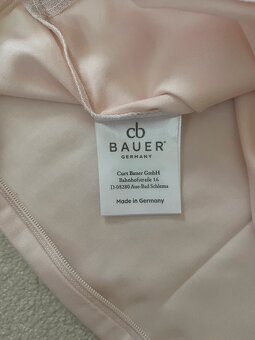 cb
BAUER®
GERMANY
Curt Bauer GmbH
Bahnhofstraße 16
D-08280 Aue-Bad Schlema
Made in Germany